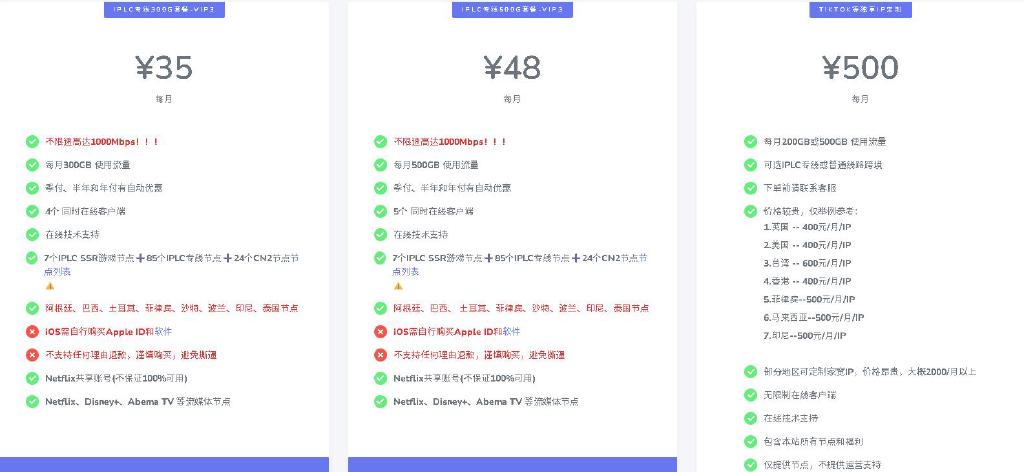 IPLC专线300G套餐-VIP3
¥35
每月
不限速高达1000Mbps！！！
每月300GB 使用流量
季付、半年和年付有自动优惠
4个 同时在线客户端
在线技术支持
7个IPLC SSR游戏节点➕85个IPLC专线节点➕24个CN2节点节
点列表
⚠️
阿根廷、巴西、土耳其、菲律宾、沙特、波兰、印尼、泰国节点
iOS需自行购买Apple ID和软件
不支持任何理由退款，谨慎购买，避免撕逼
Netflix共享账号(不保证100%可用)
Netflix、Disney+、Abema TV 等流媒体节点
IPLC专线500G套餐-VIP3
¥48
每月
不限速高达1000Mbps！！！
每月500GB 使用流量
季付、半年和年付有自动优惠
5个 同时在线客户端
在线技术支持
7个IPLC SSR游戏节点➕85个IPLC专线节点➕24个CN2节点节
点列表
⚠️
阿根廷、巴西、土耳其、菲律宾、沙特、波兰、印尼、泰国节点
iOS需自行购买Apple ID和软件
不支持任何理由退款，谨慎购买，避免撕逼
Netflix共享账号(不保证100%可用)
Netflix、Disney+、Abema TV 等流媒体节点
TIKTOK等独享IP定制
¥500
每月
每月200GB或500GB 使用流量
可选IPLC专线或普通线路跨境
下单前请联系客服
价格较贵，仅举例参考：
1.英国 -- 400元/月/IP
2.美国 -- 400元/月/IP
3.台湾 -- 600元/月/IP
4.香港 -- 400元/月/IP
5.菲律宾--500元/月/IP
6.马来西亚--500元/月/IP
7.印尼--500元/月/IP
部分地区可定制家宽IP，价格昂贵，大概2000/月以上
无限制在线客户端
在线技术支持
包含本站所有节点和福利
仅提供节点，不提供运营支持